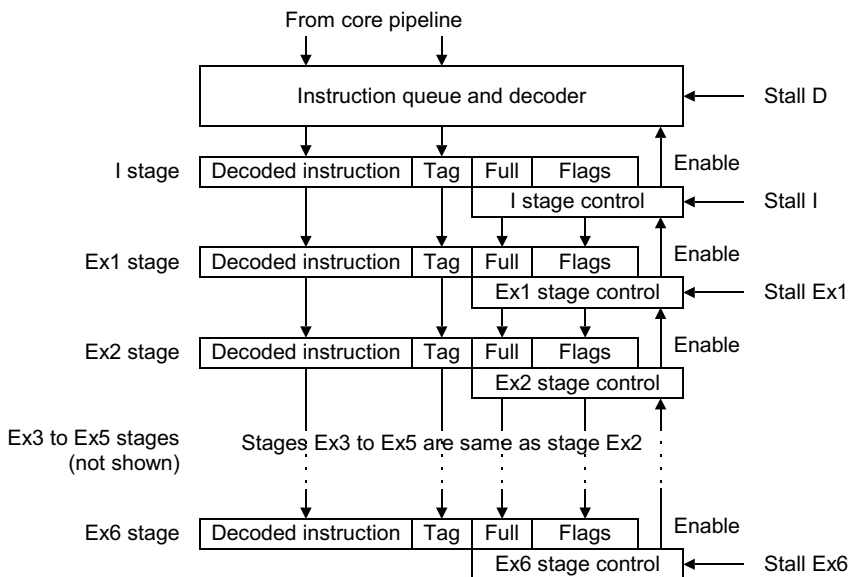 From core pipeline
Instruction queue and decoder
Stall D
Enable
I stage
Decoded instruction Tag Full Flags
I stage control
Stall I
Enable
Ex1 stage
Decoded instruction Tag Full Flags
Ex1 stage control
Stall Ex1
Enable
Ex2 stage
Decoded instruction Tag Full Flags
Ex2 stage control
Ex3 to Ex5 stages
(not shown)
Stages Ex3 to Ex5 are same as stage Ex2
Enable
Ex6 stage
Decoded instruction Tag Full Flags
Ex6 stage control
Stall Ex6